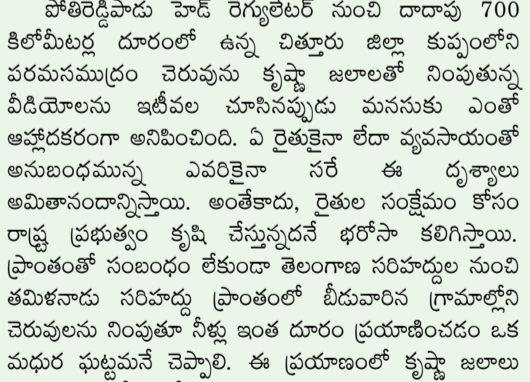 పోతిరెడ్డిపాడు హెడ్ రెగ్యులేటర్ నుంచి దాదాపు 700
కిలోమీటర్ల దూరంలో ఉన్న చిత్తూరు జిల్లా కుప్పంలోని
పరమసముద్రం చెరువును కృష్ణా జలాలతో నింపుతున్న
వీడియోలను ఇటీవల చూసినప్పుడు మనసుకు ఎంతో
ఆహ్లాదకరంగా అనిపించింది. ఏ రైతుకైనా లేదా వ్యవసాయంతో
అనుబంధమున్న ఎవరికైనా సరే ఈ దృశ్యాలు
అమితానందాన్నిస్తాయి. అంతేకాదు, రైతుల సంక్షేమం కోసం
రాష్ట్ర ప్రభుత్వం కృషి చేస్తున్నదనే భరోసా కలిగిస్తాయి.
ప్రాంతంతో సంబంధం లేకుండా తెలంగాణ సరిహద్దుల నుంచి
తమిళనాడు సరిహద్దు ప్రాంతంలో బీడువారిన గ్రామాల్లోని
చెరువులను నింపుతూ నీళ్లు ఇంత దూరం ప్రయాణించడం ఒక
మధుర ఘట్టమనే చెప్పాలి. ఈ ప్రయాణంలో కృష్ణా జలాలు